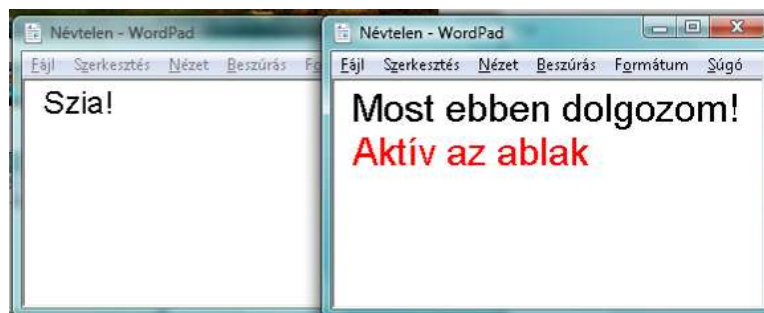 Névtelen - WordPad
Fájl Szerkesztés Nézet Beszúrás
Szia!
Névtelen - WordPad
Fájl Szerkesztés Nézet Beszúrás Formátum Súgó
Most ebben dolgozom!
Aktív az ablak